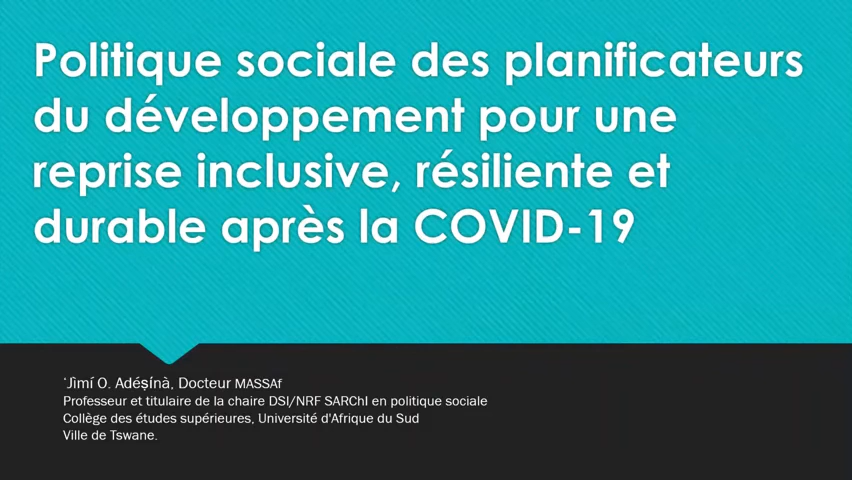 Politique sociale des planificateurs
du développement pour une
reprise inclusive, résiliente et
durable après la COVID-19
'Jìmí O. Adésínà, Docteur MASSAf
Professeur et titulaire de la chaire DSI/NRF SARChI en politique sociale
Collège des études supérieures, Université d'Afrique du Sud
Ville de Tswane.